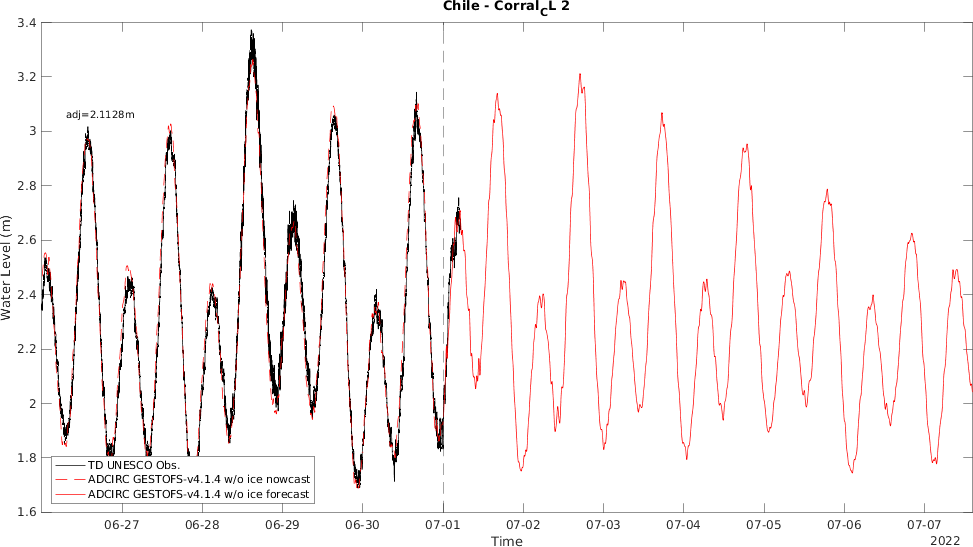 Chile - CorralCL 2
3.4
3.2
3
2.8
2.6
2.4
2.2
2
1.8
1.6
Water Level (m)
adj=2.1128m
TD UNESCO Obs.
ADCIRC GESTOFS-v4.1.4 w/o ice nowcast
ADCIRC GESTOFS-v4.1.4 w/o ice forecast
06-27 06-28 06-29 06-30 07-01 07-02 07-03 07-04 07-05 07-06 07-07
Time
2022